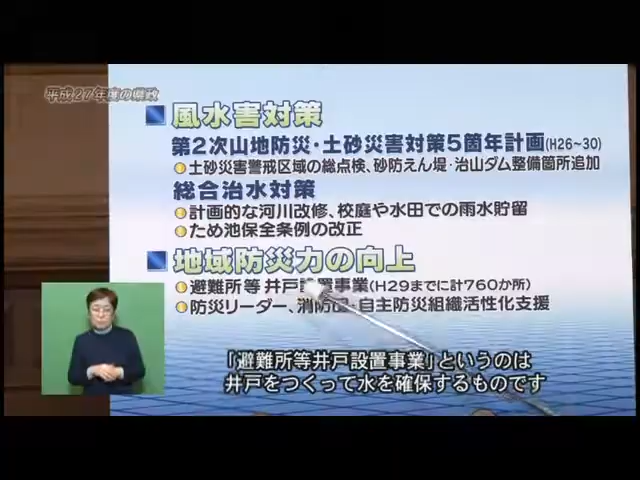 平成27年度の県政
風水害対策
第2次山地防災・土砂災害対策5箇年計画(H26~30)
土砂災害警戒区域の総点検、砂防えん堤・治山ダム整備箇所追加
総合治水対策
計画的な河川改修、校庭や水田での雨水貯留
ため池保全条例の改正
地域防災力の向上
避難所等 井戸設置事業(H29までに計760か所)
防災リーダー、消防団・自主防災組織活性化支援
「避難所等井戸設置事業」というのは
井戸をつくって水を確保するものです